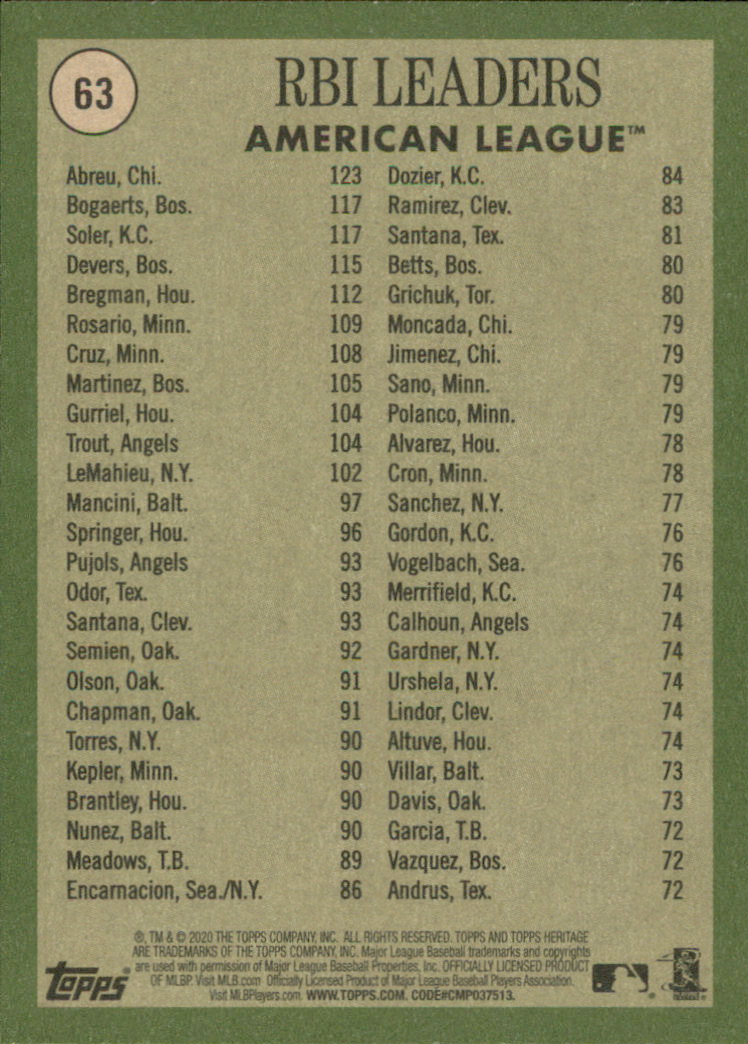 63
RBI LEADERS
AMERICAN LEAGUE™
Abreu, Chi. 123
Bogaerts, Bos. 117
Soler, K.C. 117
Devers, Bos. 115
Bregman, Hou. 112
Rosario, Minn. 109
Cruz, Minn. 108
Martinez, Bos. 105
Gurriel, Hou. 104
Trout, Angels 104
LeMahieu, N.Y. 102
Mancini, Balt. 97
Springer, Hou. 96
Pujols, Angels 93
Odor, Tex. 93
Santana, Clev. 93
Semien, Oak. 92
Olson, Oak. 91
Chapman, Oak. 91
Torres, N.Y. 90
Kepler, Minn. 90
Brantley, Hou. 90
Nunez, Balt. 90
Meadows, T.B. 89
Encarnacion, Sea./N.Y. 86
Dozier, K.C. 84
Ramirez, Clev. 83
Santana, Tex. 81
Betts, Bos. 80
Grichuk, Tor. 80
Moncada, Chi. 79
Jimenez, Chi. 79
Sano, Minn. 79
Polanco, Minn. 79
Alvarez, Hou. 78
Cron, Minn. 78
Sanchez, N.Y. 77
Gordon, K.C. 76
Vogelbach, Sea. 76
Merrifield, K.C. 74
Calhoun, Angels 74
Gardner, N.Y. 74
Urshela, N.Y. 74
Lindor, Clev. 74
Altuve, Hou. 74
Villar, Balt. 73
Davis, Oak. 73
Garcia, T.B. 72
Vazquez, Bos. 72
Andrus, Tex. 72
®, TM & © 2020 THE TOPPS COMPANY, INC. ALL RIGHTS RESERVED. TOPPS AND TOPPS HERITAGE
ARE TRADEMARKS OF THE TOPPS COMPANY, INC. Major League Baseball trademarks and copyrights
are used with permission of Major League Baseball Properties, Inc. OFFICIALLY LICENSED PRODUCT
OF MLBP. Visit MLB.com Officially Licensed Product of Major League Baseball Players Association.
Visit MLBPlayers.com. WWW.TOPPS.COM. CODE#CMP037513.
topps®